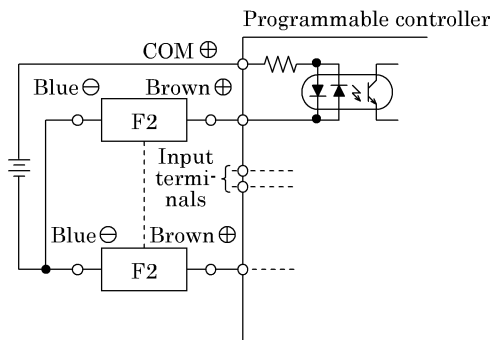 Programmable controller
COM ⊕
Blue ⊖ Brown ⊕
F2
Input
termi-
nals
Blue ⊖ Brown ⊕
F2